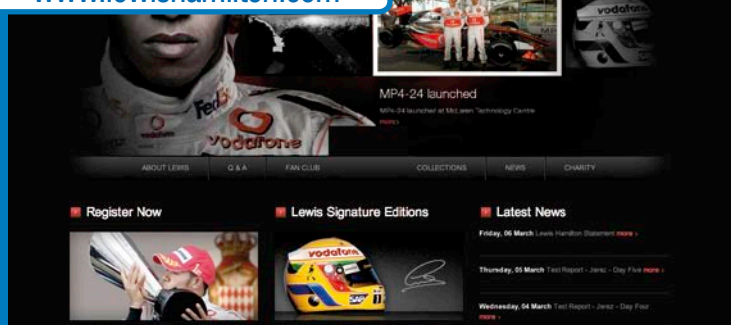 www.lewishamilton.com
vodafone
MP4-24 launched
MP4-24 launched at McLaren Technology Centre
more ›
FedEx
vodafone
vodafone
ABOUT LEWIS Q & A FAN CLUB COLLECTIONS NEWS CHARITY
Register Now
Lewis Signature Editions
vodafone
SAP
Latest News
Friday, 06 March Lewis Hamilton Statement more ›
Thursday, 05 March Test Report - Jerez - Day Five more ›
Wednesday, 04 March Test Report - Jerez - Day Four
more ›